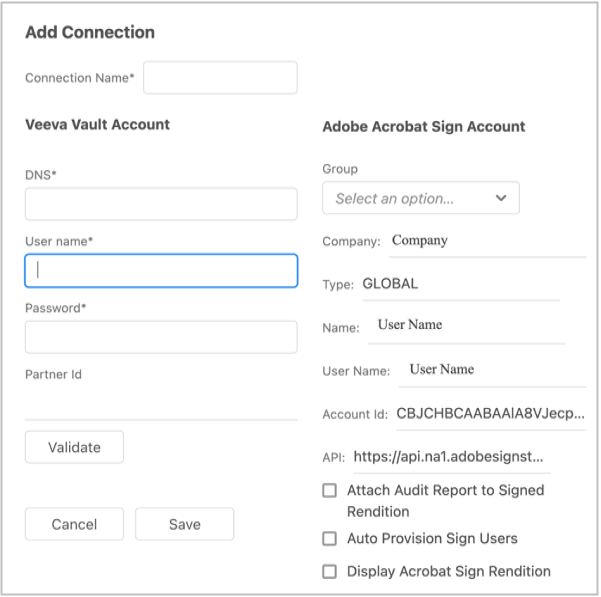 Add Connection
Connection Name*
Veeva Vault Account
DNS*
User name*
Password*
Partner Id
Validate
Cancel
Save
Adobe Acrobat Sign Account
Group
Select an option...
Company: Company
Type: GLOBAL
Name: User Name
User Name: User Name
Account Id: CBJCHBCAABAAIA8VJecp...
API: https://api.na1.adobesignst...
Attach Audit Report to Signed
Rendition
Auto Provision Sign Users
Display Acrobat Sign Rendition